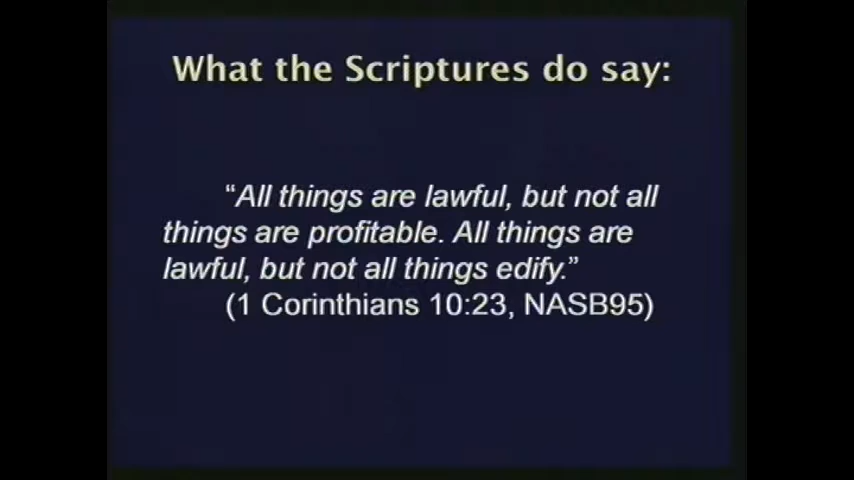 What the Scriptures do say:
“All things are lawful, but not all
things are profitable. All things are
lawful, but not all things edify.”
(1 Corinthians 10:23, NASB95)